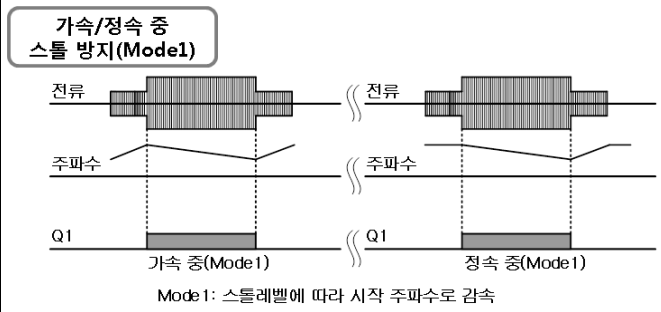 가속/정속 중
스톨 방지(Mode1)
전류
전류
주파수
주파수
Q1
Q1
가속 중(Mode1)
정속 중(Mode1)
Mode1: 스톨레벨에 따라 시작 주파수로 감속